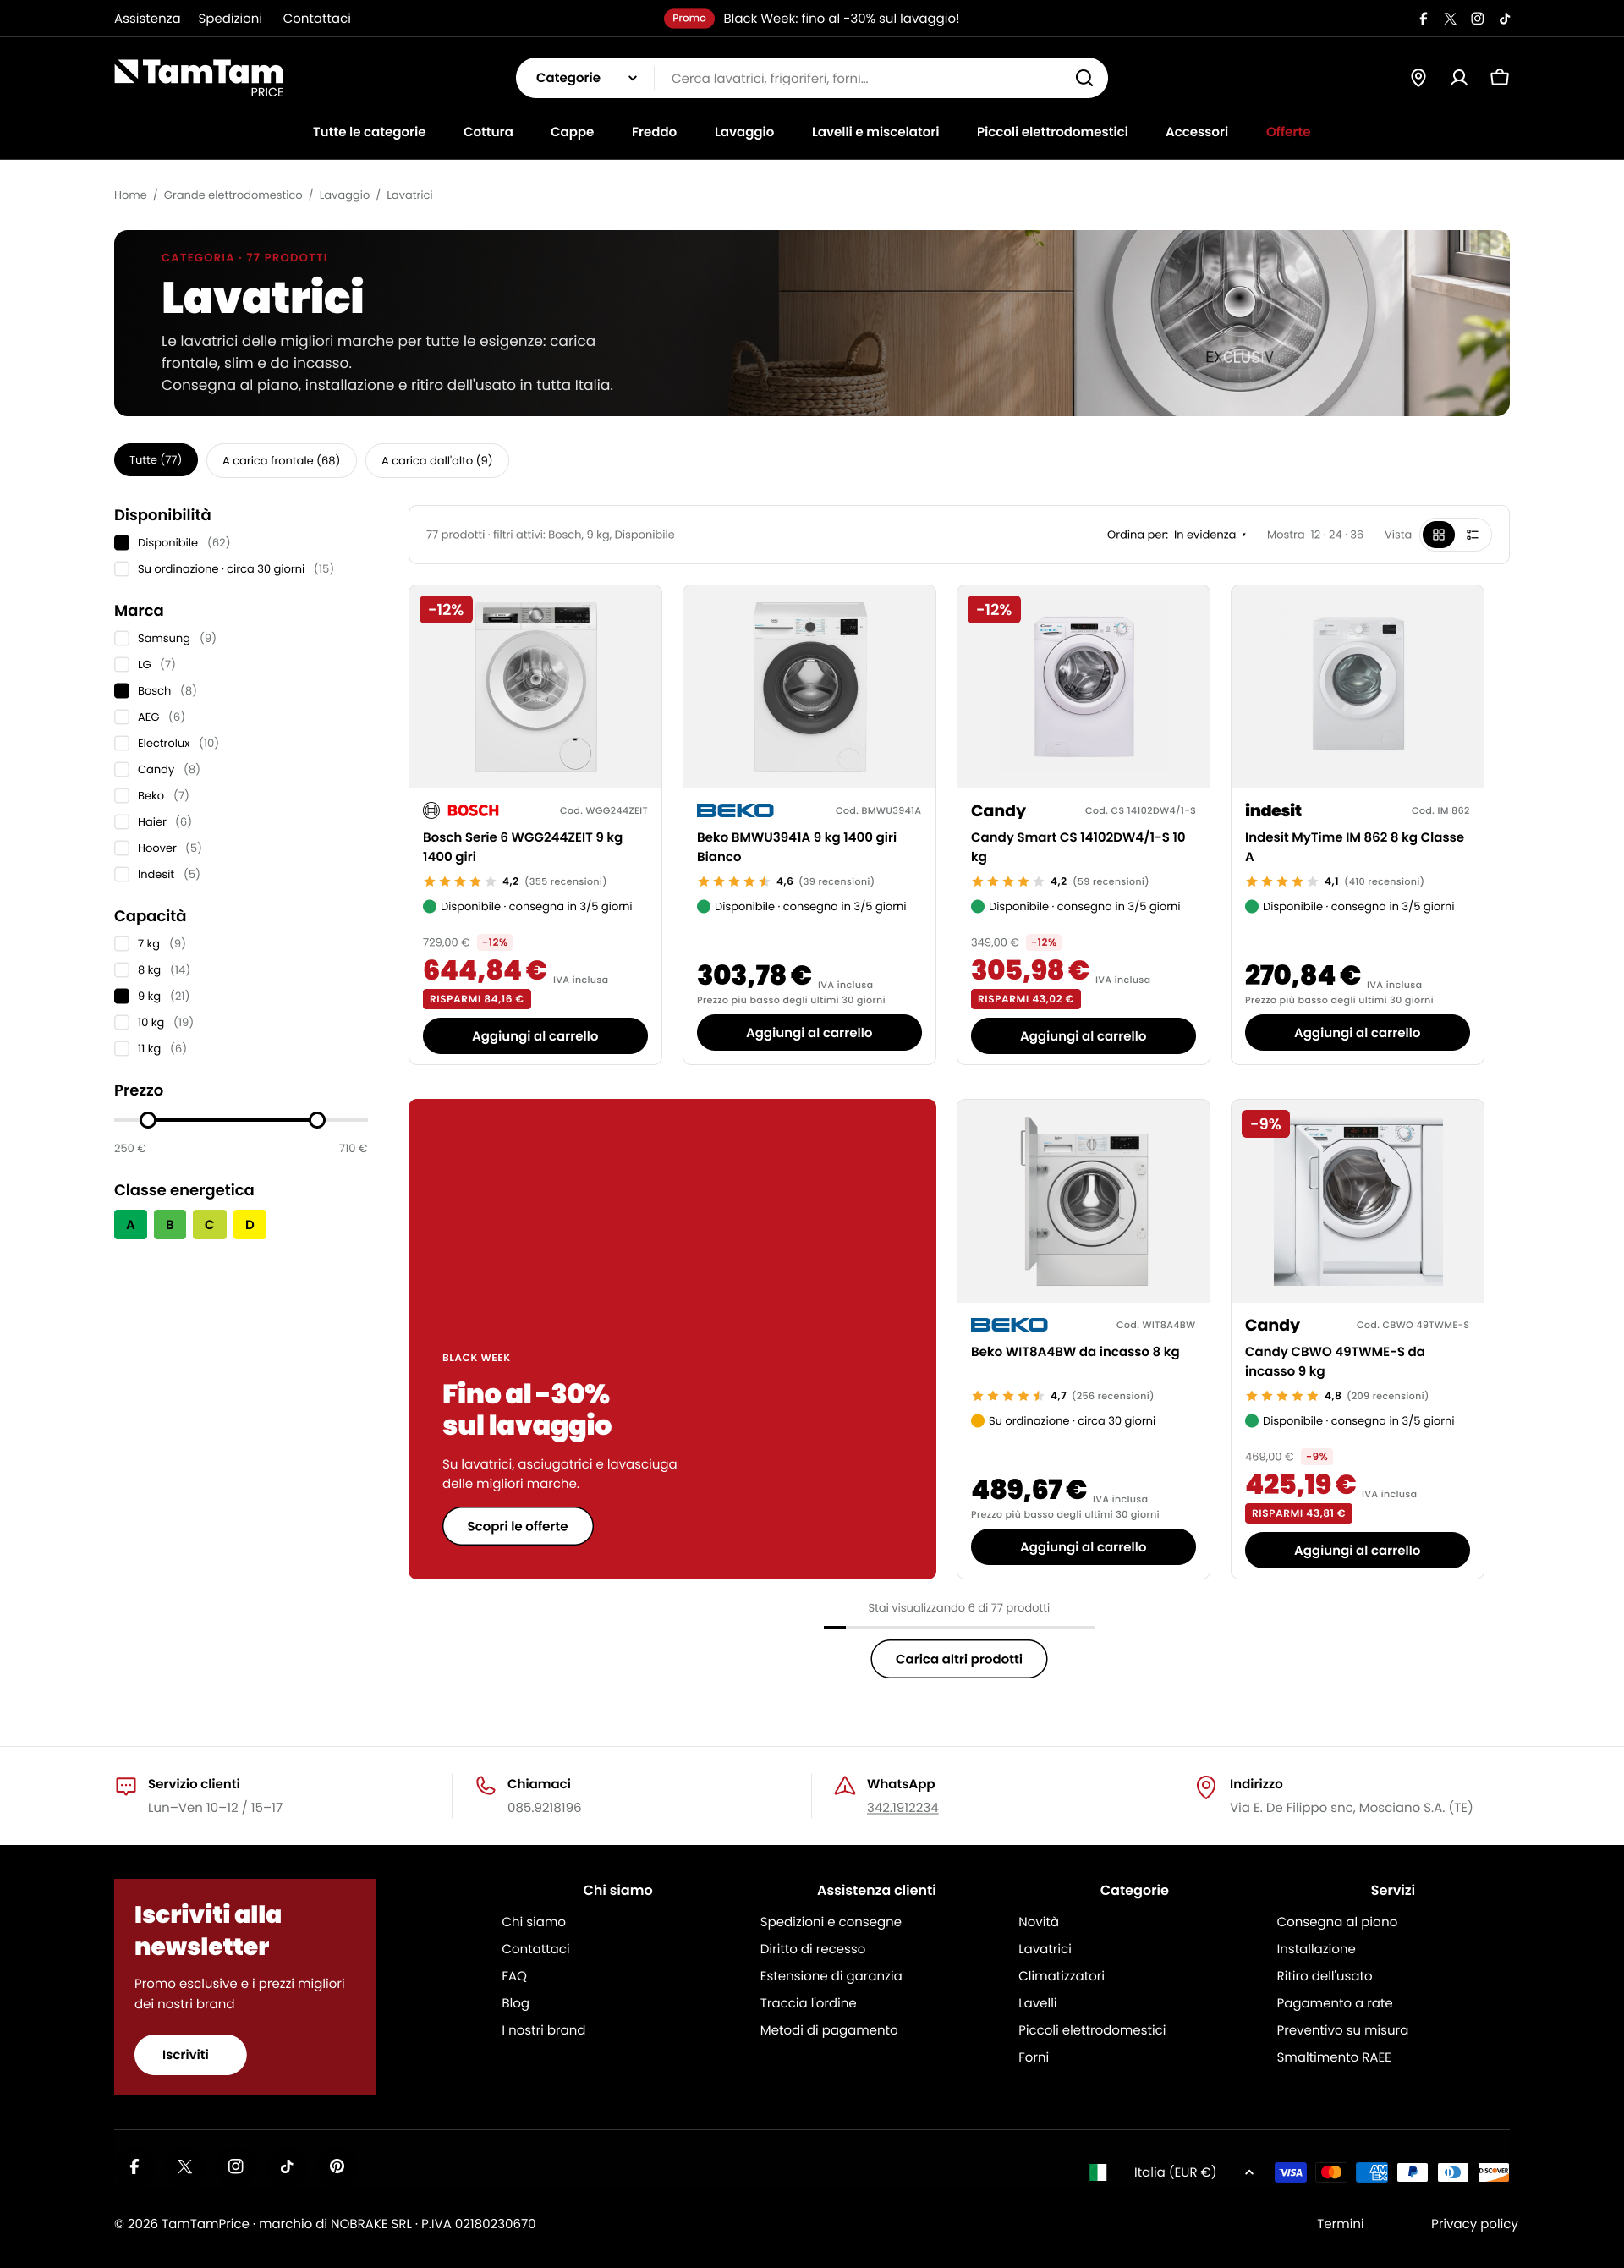 Assistenza Spedizioni Contattaci
Promo Black Week: fino al -30% sul lavaggio!
TamTam
PRICE
Categorie Cerca lavatrici, frigoriferi, forni...
Tutte le categorie Cottura Cappe Freddo Lavaggio Lavelli e miscelatori Piccoli elettrodomestici Accessori Offerte
Home / Grande elettrodomestico / Lavaggio / Lavatrici
CATEGORIA · 77 PRODOTTI
Lavatrici
Le lavatrici delle migliori marche per tutte le esigenze: carica
frontale, slim e da incasso.
Consegna al piano, installazione e ritiro dell'usato in tutta Italia.
EXCLUSIV
Tutte (77) A carica frontale (68) A carica dall'alto (9)
Disponibilità
Disponibile (62)
Su ordinazione · circa 30 giorni (15)
Marca
Samsung (9)
LG (7)
Bosch (8)
AEG (6)
Electrolux (10)
Candy (8)
Beko (7)
Haier (6)
Hoover (5)
Indesit (5)
Capacità
7 kg (9)
8 kg (14)
9 kg (21)
10 kg (19)
11 kg (6)
Prezzo
250 € 710 €
Classe energetica
A B C D
77 prodotti · filtri attivi: Bosch, 9 kg, Disponibile
Ordina per: In evidenza Mostra 12 · 24 · 36 Vista
-12%
BOSCH Cod. WGG244ZEIT
Bosch Serie 6 WGG244ZEIT 9 kg
1400 giri
4,2 (355 recensioni)
Disponibile · consegna in 3/5 giorni
729,00 € -12%
644,84 € IVA inclusa
RISPARMI 84,16 €
Aggiungi al carrello
BEKO Cod. BMWU3941A
Beko BMWU3941A 9 kg 1400 giri
Bianco
4,6 (39 recensioni)
Disponibile · consegna in 3/5 giorni
303,78 € IVA inclusa
Prezzo più basso degli ultimi 30 giorni
Aggiungi al carrello
-12%
Candy Cod. CS 14102DW4/1-S
Candy Smart CS 14102DW4/1-S 10
kg
4,2 (59 recensioni)
Disponibile · consegna in 3/5 giorni
349,00 € -12%
305,98 € IVA inclusa
RISPARMI 43,02 €
Aggiungi al carrello
indesit Cod. IM 862
Indesit MyTime IM 862 8 kg Classe
A
4,1 (410 recensioni)
Disponibile · consegna in 3/5 giorni
270,84 € IVA inclusa
Prezzo più basso degli ultimi 30 giorni
Aggiungi al carrello
BLACK WEEK
Fino al -30%
sul lavaggio
Su lavatrici, asciugatrici e lavasciuga
delle migliori marche.
Scopri le offerte
BEKO Cod. WIT8A4BW
Beko WIT8A4BW da incasso 8 kg
4,7 (256 recensioni)
Su ordinazione · circa 30 giorni
489,67 € IVA inclusa
Prezzo più basso degli ultimi 30 giorni
Aggiungi al carrello
-9%
Candy Cod. CBWO 49TWME-S
Candy CBWO 49TWME-S da
incasso 9 kg
4,8 (209 recensioni)
Disponibile · consegna in 3/5 giorni
469,00 € -9%
425,19 € IVA inclusa
RISPARMI 43,81 €
Aggiungi al carrello
Stai visualizzando 6 di 77 prodotti
Carica altri prodotti
Servizio clienti
Lun–Ven 10–12 / 15–17
Chiamaci
085.9218196
WhatsApp
342.1912234
Indirizzo
Via E. De Filippo snc, Mosciano S.A. (TE)
Iscriviti alla
newsletter
Promo esclusive e i prezzi migliori
dei nostri brand
Iscriviti
Chi siamo
Chi siamo
Contattaci
FAQ
Blog
I nostri brand
Assistenza clienti
Spedizioni e consegne
Diritto di recesso
Estensione di garanzia
Traccia l'ordine
Metodi di pagamento
Categorie
Novità
Lavatrici
Climatizzatori
Lavelli
Piccoli elettrodomestici
Forni
Servizi
Consegna al piano
Installazione
Ritiro dell'usato
Pagamento a rate
Preventivo su misura
Smaltimento RAEE
Italia (EUR €) VISA AMEX DISCOVER
© 2026 TamTamPrice · marchio di NOBRAKE SRL · P.IVA 02180230670
Termini Privacy policy